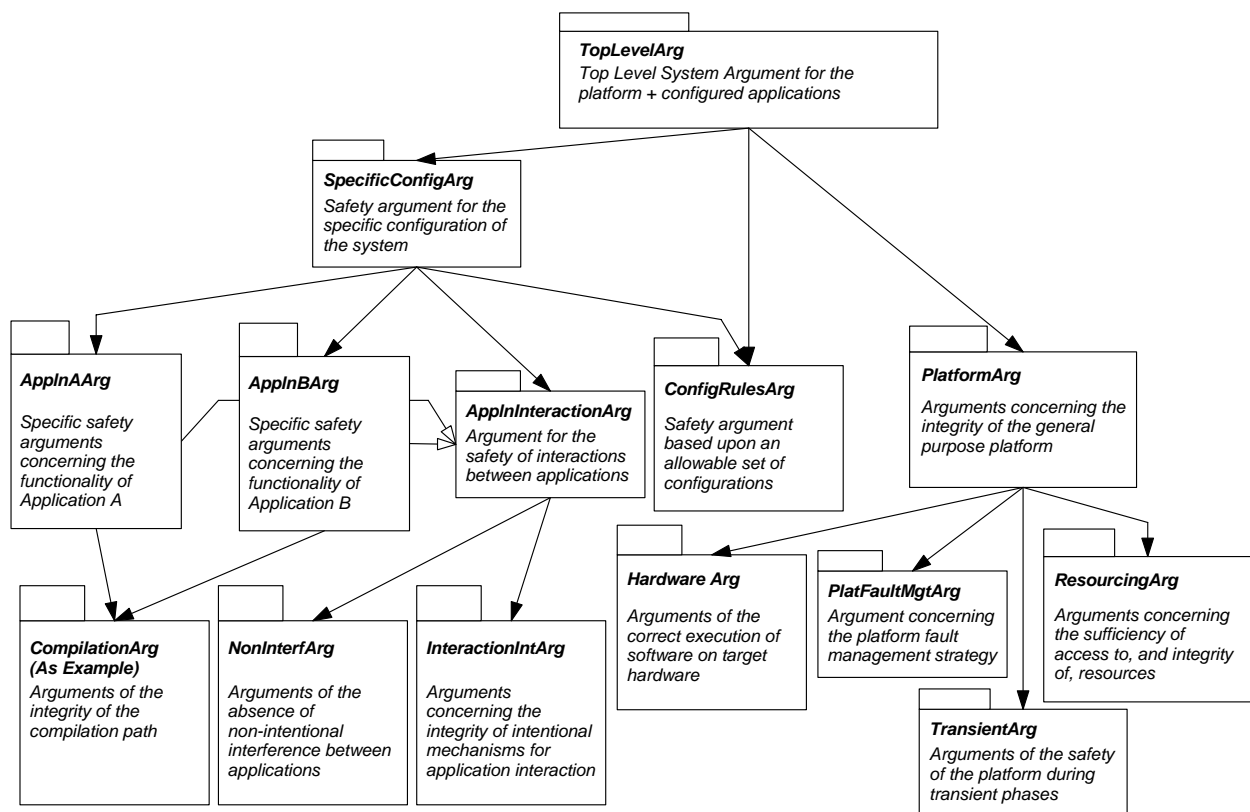 TopLevelArg
Top Level System Argument for the
platform + configured applications
SpecificConfigArg
Safety argument for the
specific configuration of
the system
ApplnAArg
Specific safety
arguments
concerning the
functionality of
Application A
ApplnBArg
Specific safety
arguments
concerning the
functionality of
Application B
ApplnInteractionArg
Argument for the
safety of interactions
between applications
ConfigRulesArg
Safety argument
based upon an
allowable set of
configurations
PlatformArg
Arguments concerning the
integrity of the general
purpose platform
CompilationArg
(As Example)
Arguments of the
integrity of the
compilation path
NonInterfArg
Arguments of the
absence of
non-intentional
interference between
applications
InteractionIntArg
Arguments
concerning the
integrity of intentional
mechanisms for
application interaction
Hardware Arg
Arguments of the
correct execution of
software on target
hardware
PlatFaultMgtArg
Argument concerning
the platform fault
management strategy
ResourcingArg
Arguments concerning
the sufficiency of
access to, and integrity
of, resources
TransientArg
Arguments of the safety
of the platform during
transient phases